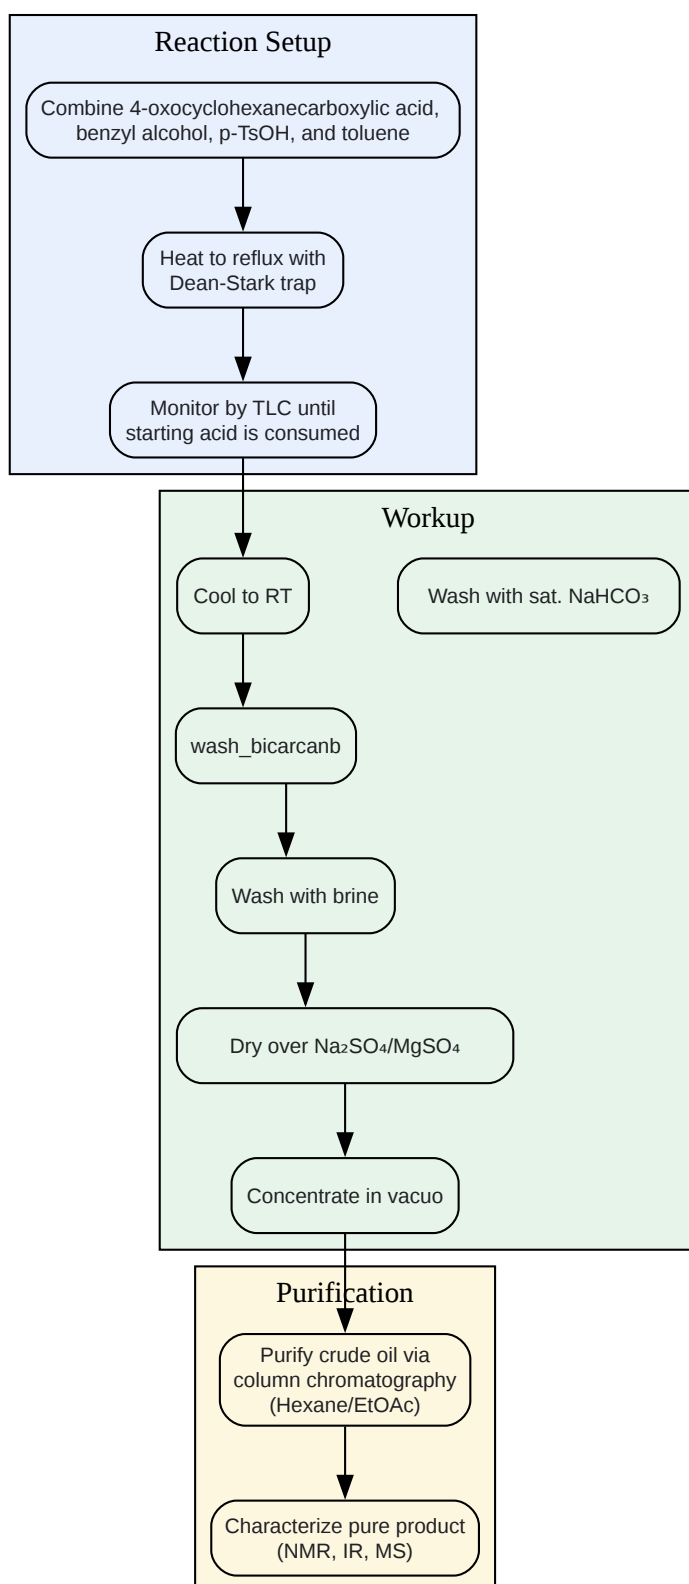 Reaction Setup
Combine 4-oxocyclohexanecarboxylic acid,
benzyl alcohol, p-TsOH, and toluene
Heat to reflux with
Dean-Stark trap
Monitor by TLC until
starting acid is consumed
Workup
Cool to RT
Wash with sat. NaHCO₃
wash_bicarcanb
Wash with brine
Dry over Na₂SO₄/MgSO₄
Concentrate in vacuo
Purification
Purify crude oil via
column chromatography
(Hexane/EtOAc)
Characterize pure product
(NMR, IR, MS)